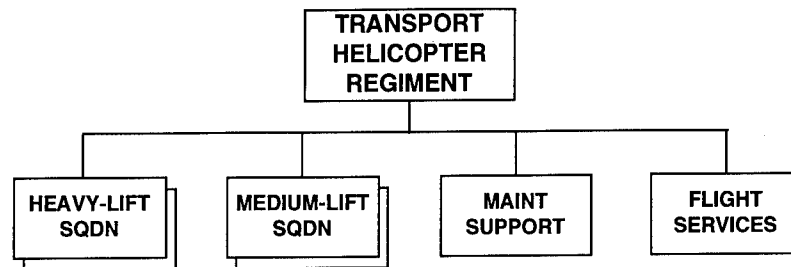 TRANSPORT
HELICOPTER
REGIMENT
HEAVY-LIFT
SQDN
MEDIUM-LIFT
SQDN
MAINT
SUPPORT
FLIGHT
SERVICES